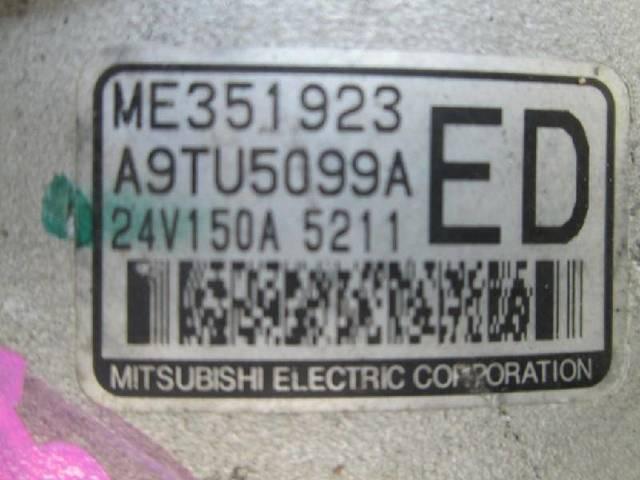 ME351923
A9TU5099A
ED
24V150A 5211
MITSUBISHI ELECTRIC CORPORATION